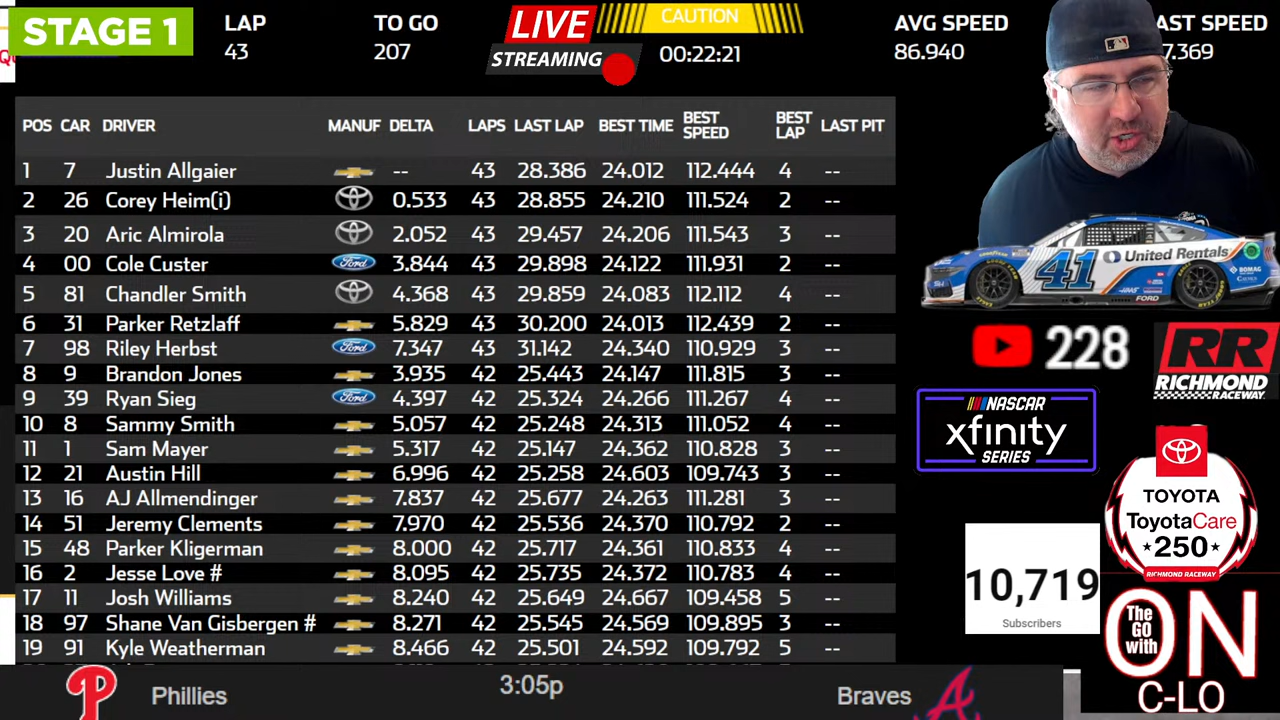 STAGE 1
LAP
43
TO GO
207
LIVE
STREAMING
CAUTION
00:22:21
AVG SPEED
86.940
AST SPEED
7.369
POS CAR DRIVER MANUF DELTA LAPS LAST LAP BEST TIME BEST SPEED BEST LAP LAST PIT
1 7 Justin Allgaier -- 43 28.386 24.012 112.444 4 --
2 26 Corey Heim(i) 0.533 43 28.855 24.210 111.524 2 --
3 20 Aric Almirola 2.052 43 29.457 24.206 111.543 3 --
4 00 Cole Custer Ford 3.844 43 29.898 24.122 111.931 2 --
5 81 Chandler Smith 4.368 43 29.859 24.083 112.112 4 --
6 31 Parker Retzlaff 5.829 43 30.200 24.013 112.439 2 --
7 98 Riley Herbst Ford 7.347 43 31.142 24.340 110.929 3 --
8 9 Brandon Jones 3.935 42 25.443 24.147 111.815 3 --
9 39 Ryan Sieg Ford 4.397 42 25.324 24.266 111.267 4 --
10 8 Sammy Smith 5.057 42 25.248 24.313 111.052 4 --
11 1 Sam Mayer 5.317 42 25.147 24.362 110.828 3 --
12 21 Austin Hill 6.996 42 25.258 24.603 109.743 3 --
13 16 AJ Allmendinger 7.837 42 25.677 24.263 111.281 3 --
14 51 Jeremy Clements 7.970 42 25.536 24.370 110.792 2 --
15 48 Parker Kligerman 8.000 42 25.717 24.361 110.833 4 --
16 2 Jesse Love # 8.095 42 25.735 24.372 110.783 4 --
17 11 Josh Williams 8.240 42 25.649 24.667 109.458 5 --
18 97 Shane Van Gisbergen # 8.271 42 25.545 24.569 109.895 3 --
19 91 Kyle Weatherman 8.466 42 25.501 24.592 109.792 5 --
41
United Rentals
BOMAG
FORD
228
RR
RICHMOND
RACEWAY
NASCAR
xfinity
SERIES
TOYOTA
ToyotaCare
250
RICHMOND RACEWAY
10,719
Subscribers
The
GO
with
ON
C-LO
P
Phillies
3:05p
Braves
A